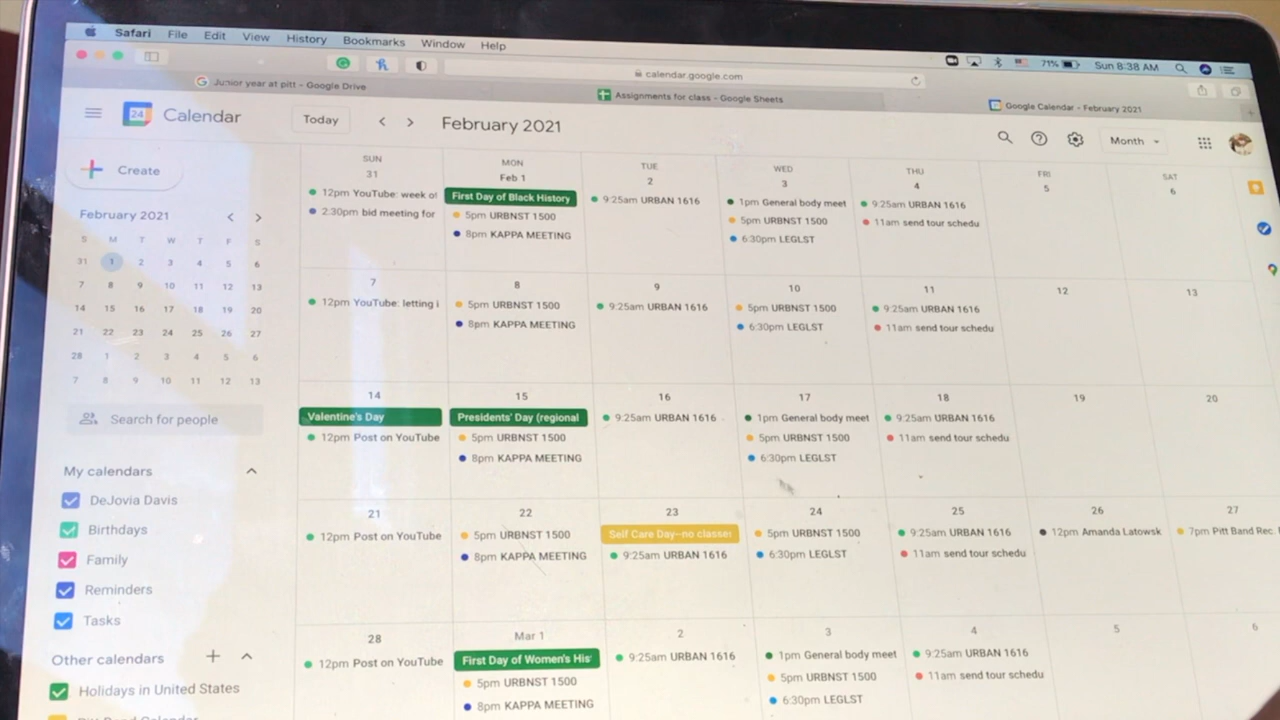 Safari File Edit View History Bookmarks Window Help 71% Sun 8:38 AM
calendar.google.com
Junior year at pitt - Google Drive Assignments for class - Google Sheets Google Calendar - February 2021
24 Calendar Today February 2021 Month
Create
February 2021
S M T W T F S
31 1 2 3 4 5 6
7 8 9 10 11 12 13
14 15 16 17 18 19 20
21 22 23 24 25 26 27
28 1 2 3 4 5 6
7 8 9 10 11 12 13
Search for people
My calendars
DeJovia Davis
Birthdays
Family
Reminders
Tasks
Other calendars
Holidays in United States
SUN MON TUE WED THU FRI SAT
31 Feb 1 2 3 4 5 6
12pm YouTube: week of First Day of Black History 9:25am URBAN 1616 1pm General body meet 9:25am URBAN 1616
2:30pm bid meeting for 5pm URBNST 1500 5pm URBNST 1500 11am send tour schedu
8pm KAPPA MEETING 6:30pm LEGLST
7 8 9 10 11 12 13
12pm YouTube: letting i 5pm URBNST 1500 9:25am URBAN 1616 5pm URBNST 1500 9:25am URBAN 1616
8pm KAPPA MEETING 6:30pm LEGLST 11am send tour schedu
14 15 16 17 18 19 20
Valentine's Day Presidents' Day (regional 9:25am URBAN 1616 1pm General body meet 9:25am URBAN 1616
12pm Post on YouTube 5pm URBNST 1500 5pm URBNST 1500 11am send tour schedu
8pm KAPPA MEETING 6:30pm LEGLST
21 22 23 24 25 26 27
12pm Post on YouTube 5pm URBNST 1500 Self Care Day--no classes 5pm URBNST 1500 9:25am URBAN 1616 12pm Amanda Latowsk 7pm Pitt Band Rec.
8pm KAPPA MEETING 9:25am URBAN 1616 6:30pm LEGLST 11am send tour schedu
28 Mar 1 2 3 4 5 6
12pm Post on YouTube First Day of Women's His 9:25am URBAN 1616 1pm General body meet 9:25am URBAN 1616
5pm URBNST 1500 5pm URBNST 1500 11am send tour schedu
8pm KAPPA MEETING 6:30pm LEGLST